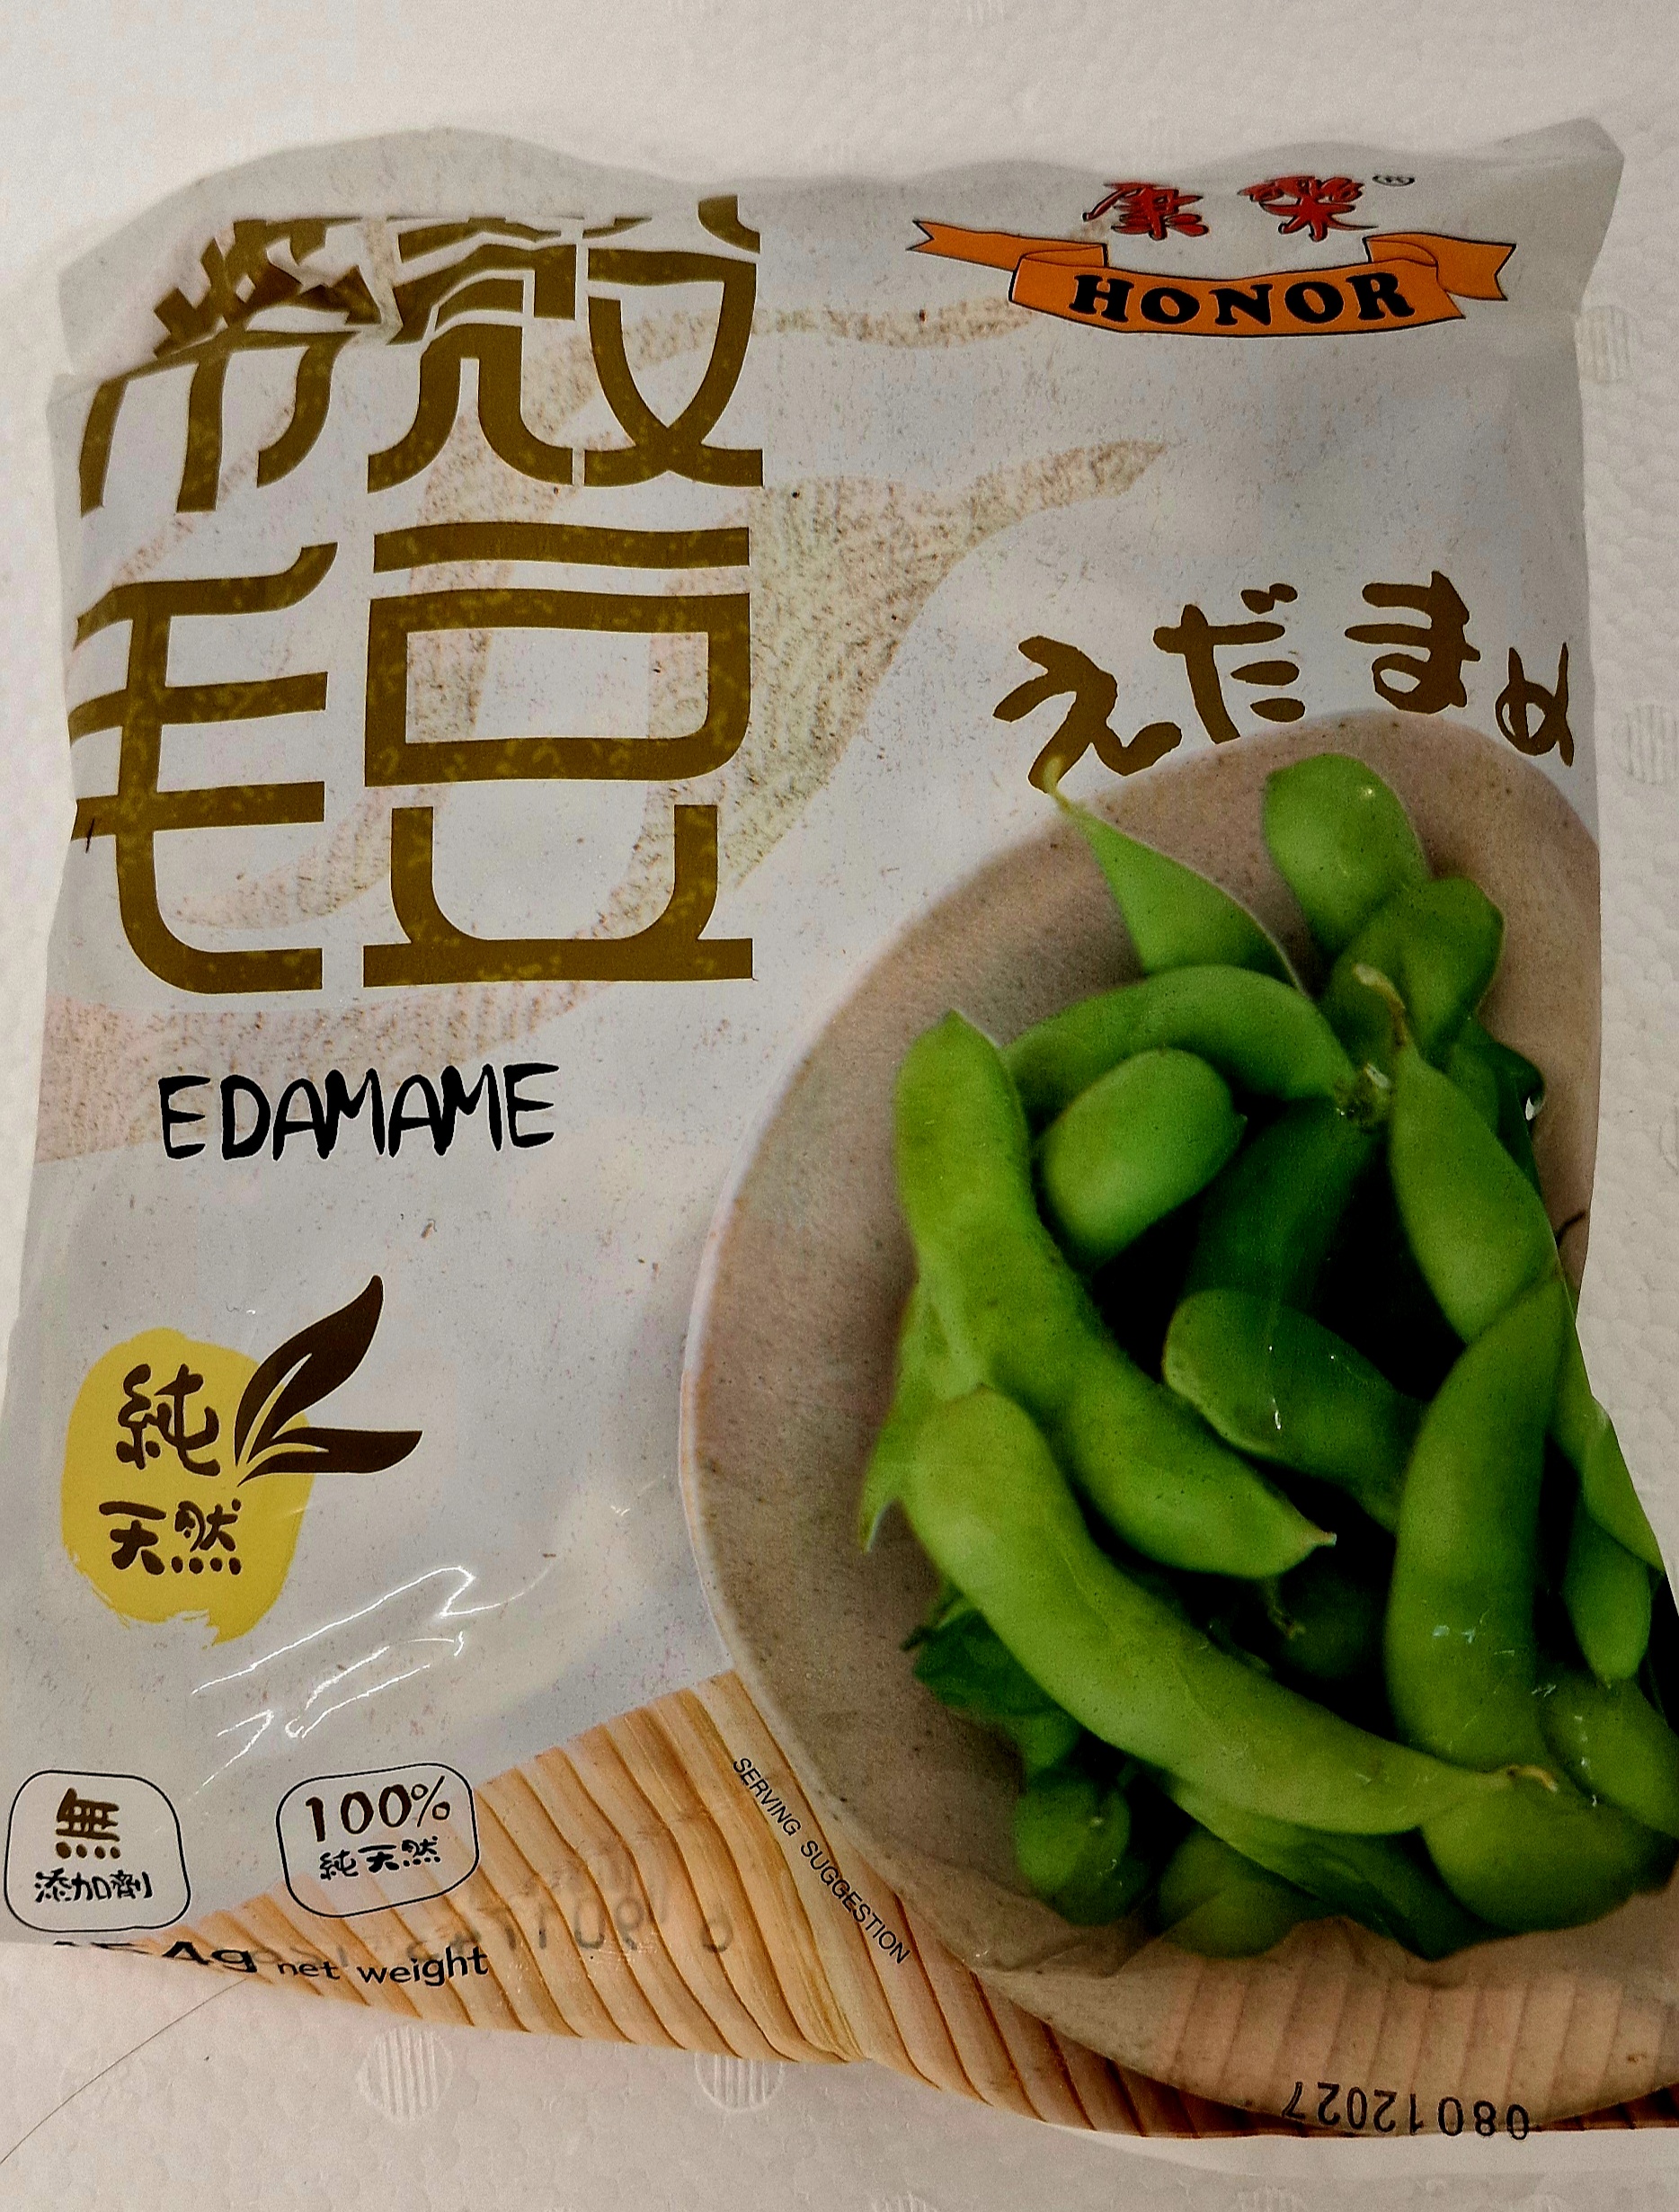 康樂®
HONOR
帶殼
毛豆
えだまめ
EDAMAME
純
天然
無
添加劑
100%
純天然
4g net weight
SERVING SUGGESTION
08012027